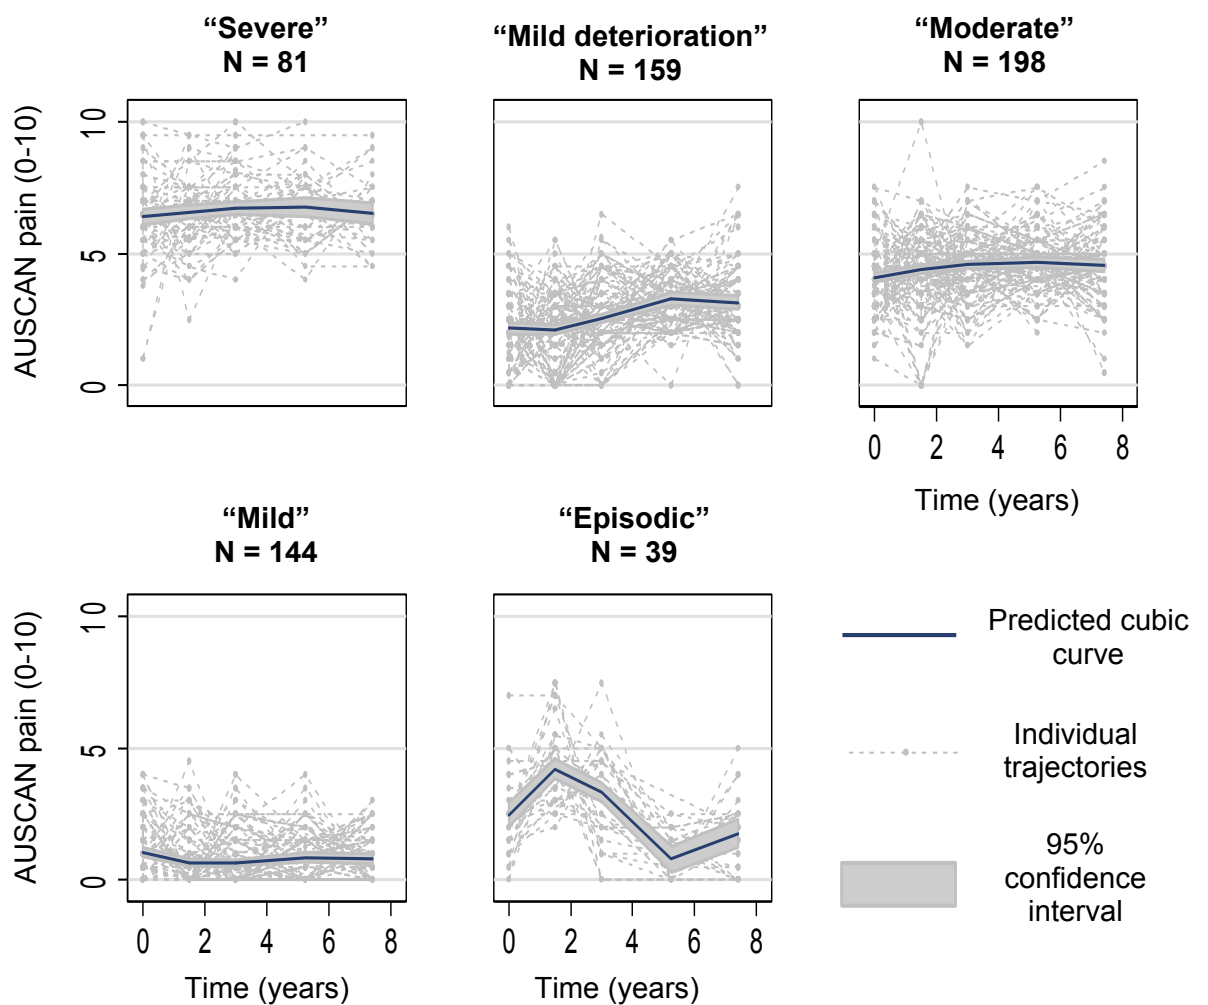 “Severe”
N = 81
“Mild deterioration”
N = 159
“Moderate”
N = 198
AUSCAN pain (0-10)
10
5
0
0 2 4 6 8
Time (years)
“Mild”
N = 144
“Episodic”
N = 39
AUSCAN pain (0-10)
10
5
0
0 2 4 6 8
Time (years)
0 2 4 6 8
Time (years)
Predicted cubic
curve
Individual
trajectories
95%
confidence
interval